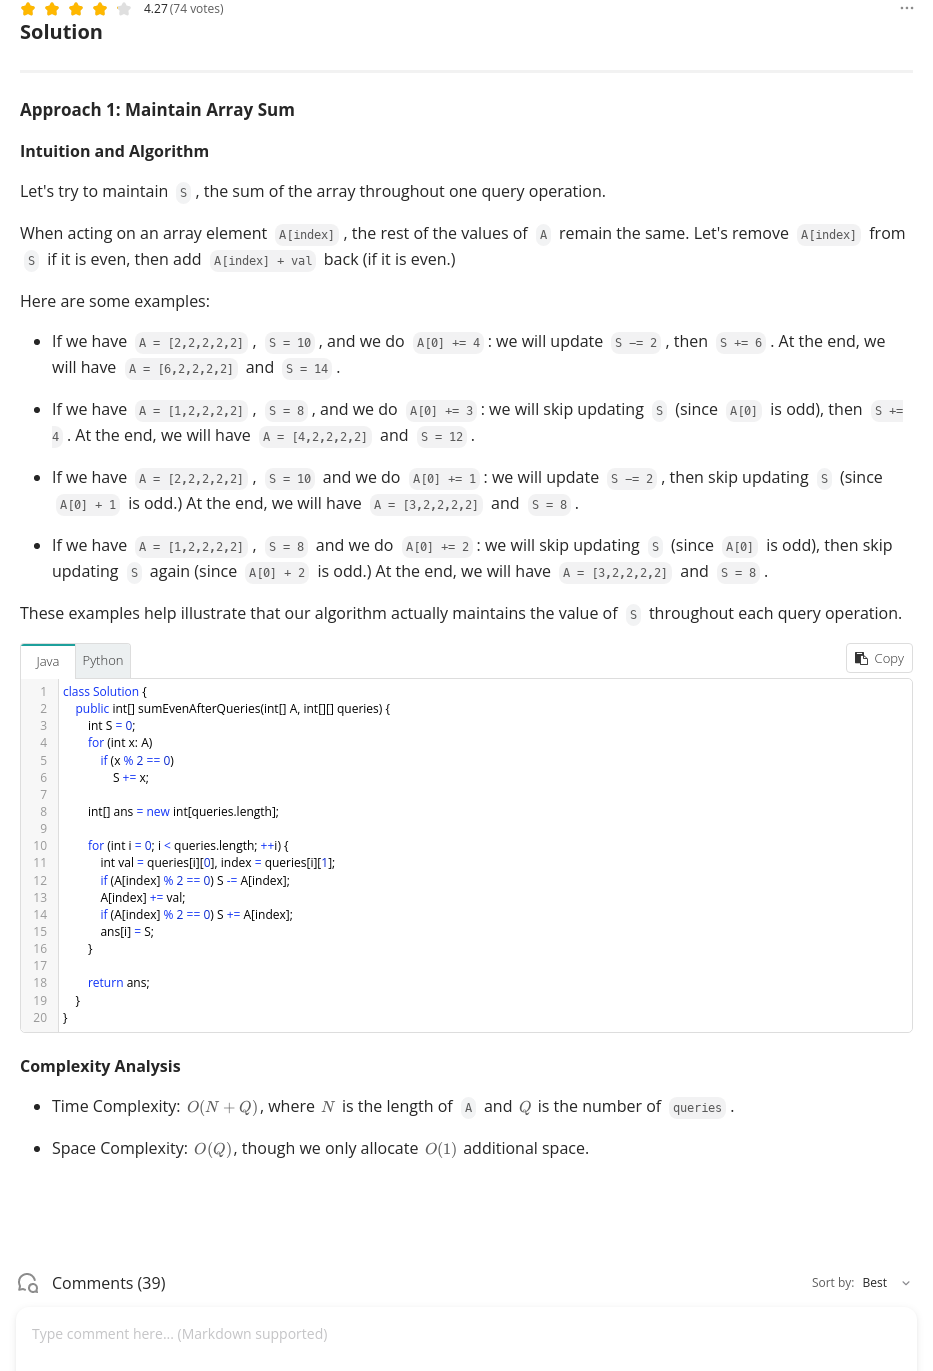 4.27 (74 votes)
Solution
Approach 1: Maintain Array Sum
Intuition and Algorithm
Let's try to maintain S , the sum of the array throughout one query operation.
When acting on an array element A[index] , the rest of the values of A remain the same. Let's remove A[index] from
S if it is even, then add A[index] + val back (if it is even.)
Here are some examples:
• If we have A = [2,2,2,2,2] , S = 10 , and we do A[0] += 4 : we will update S -= 2 , then S += 6 . At the end, we
will have A = [6,2,2,2,2] and S = 14 .
• If we have A = [1,2,2,2,2] , S = 8 , and we do A[0] += 3 : we will skip updating S (since A[0] is odd), then S +=
4 . At the end, we will have A = [4,2,2,2,2] and S = 12 .
• If we have A = [2,2,2,2,2] , S = 10 and we do A[0] += 1 : we will update S -= 2 , then skip updating S (since
A[0] + 1 is odd.) At the end, we will have A = [3,2,2,2,2] and S = 8 .
• If we have A = [1,2,2,2,2] , S = 8 and we do A[0] += 2 : we will skip updating S (since A[0] is odd), then skip
updating S again (since A[0] + 2 is odd.) At the end, we will have A = [3,2,2,2,2] and S = 8 .
These examples help illustrate that our algorithm actually maintains the value of S throughout each query operation.
Java Python Copy
1 class Solution {
2 public int[] sumEvenAfterQueries(int[] A, int[][] queries) {
3 int S = 0;
4 for (int x: A)
5 if (x % 2 == 0)
6 S += x;
7
8 int[] ans = new int[queries.length];
9
10 for (int i = 0; i < queries.length; ++i) {
11 int val = queries[i][0], index = queries[i][1];
12 if (A[index] % 2 == 0) S -= A[index];
13 A[index] += val;
14 if (A[index] % 2 == 0) S += A[index];
15 ans[i] = S;
16 }
17
18 return ans;
19 }
20 }
Complexity Analysis
• Time Complexity: O(N + Q), where N is the length of A and Q is the number of queries .
• Space Complexity: O(Q), though we only allocate O(1) additional space.
Comments (39) Sort by: Best
Type comment here... (Markdown supported)